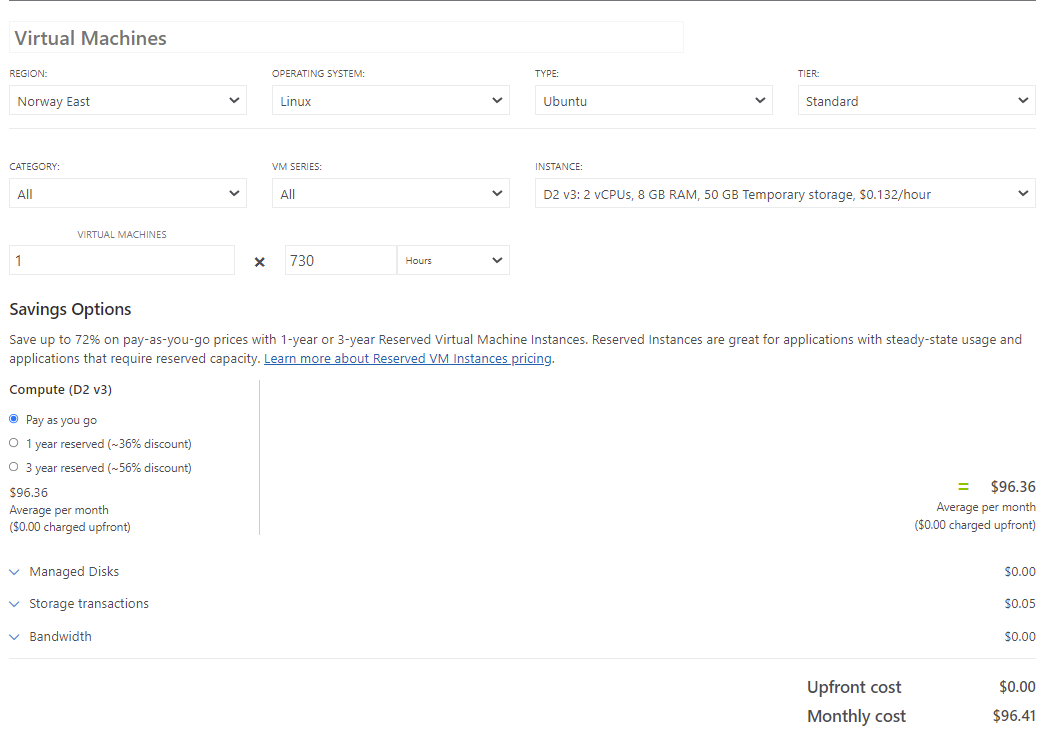 Virtual Machines
REGION: OPERATING SYSTEM: TYPE: TIER:
Norway East Linux Ubuntu Standard
CATEGORY: VM SERIES: INSTANCE:
All All D2 v3: 2 vCPUs, 8 GB RAM, 50 GB Temporary storage, $0.132/hour
VIRTUAL MACHINES
1 × 730 Hours
Savings Options
Save up to 72% on pay-as-you-go prices with 1-year or 3-year Reserved Virtual Machine Instances. Reserved Instances are great for applications with steady-state usage and
applications that require reserved capacity. Learn more about Reserved VM Instances pricing.
Compute (D2 v3)
Pay as you go
1 year reserved (~36% discount)
3 year reserved (~56% discount)
$96.36
Average per month
($0.00 charged upfront)
= $96.36
Average per month
($0.00 charged upfront)
Managed Disks $0.00
Storage transactions $0.05
Bandwidth $0.00
Upfront cost $0.00
Monthly cost $96.41